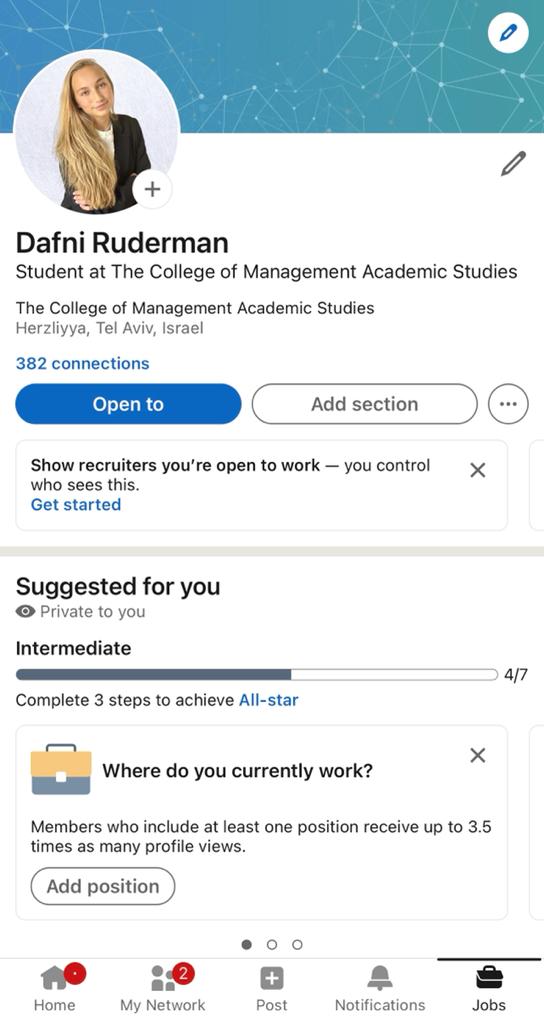 Dafni Ruderman
Student at The College of Management Academic Studies
The College of Management Academic Studies
Herzliyya, Tel Aviv, Israel
382 connections
Open to
Add section
Show recruiters you’re open to work — you control
who sees this.
Get started
Suggested for you
Private to you
Intermediate
4/7
Complete 3 steps to achieve All-star
Where do you currently work?
Members who include at least one position receive up to 3.5
times as many profile views.
Add position
2
Home
My Network
Post
Notifications
Jobs